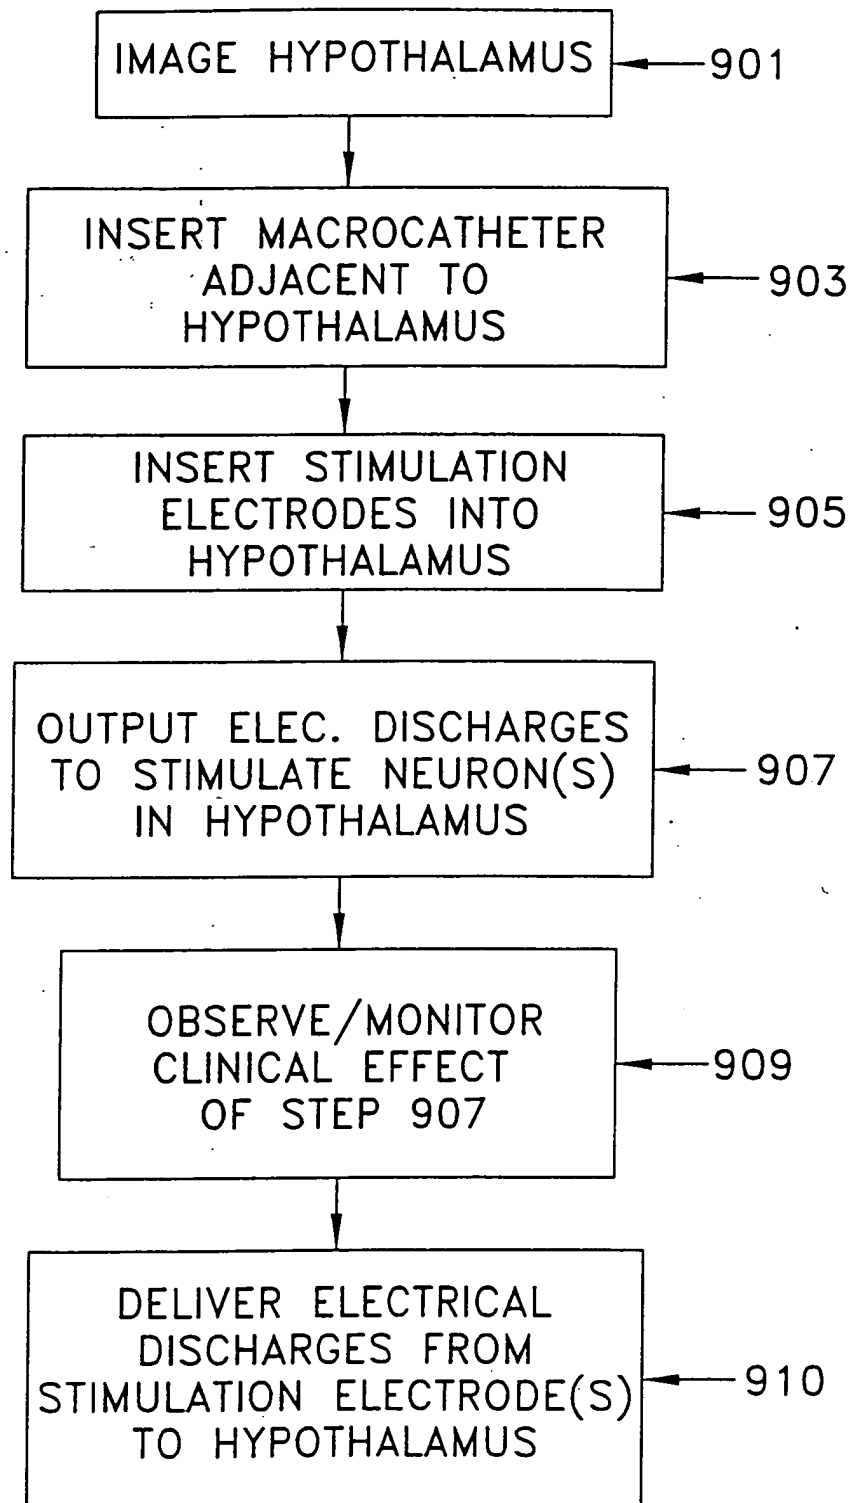 IMAGE HYPOTHALAMUS
901
INSERT MACROCATHETER
ADJACENT TO
HYPOTHALAMUS
903
INSERT STIMULATION
ELECTRODES INTO
HYPOTHALAMUS
905
OUTPUT ELEC. DISCHARGES
TO STIMULATE NEURON(S)
IN HYPOTHALAMUS
907
OBSERVE/MONITOR
CLINICAL EFFECT
OF STEP 907
909
DELIVER ELECTRICAL
DISCHARGES FROM
STIMULATION ELECTRODE(S)
TO HYPOTHALAMUS
910